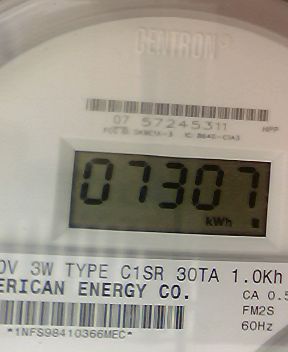 CENTRON®
07 57245311
HPP
07307
kWh
0V 3W TYPE C1SR 30TA 1.0Kh
ERICAN ENERGY CO.
CA 0.5
FM2S
60Hz
*1NFS98410366MEC*